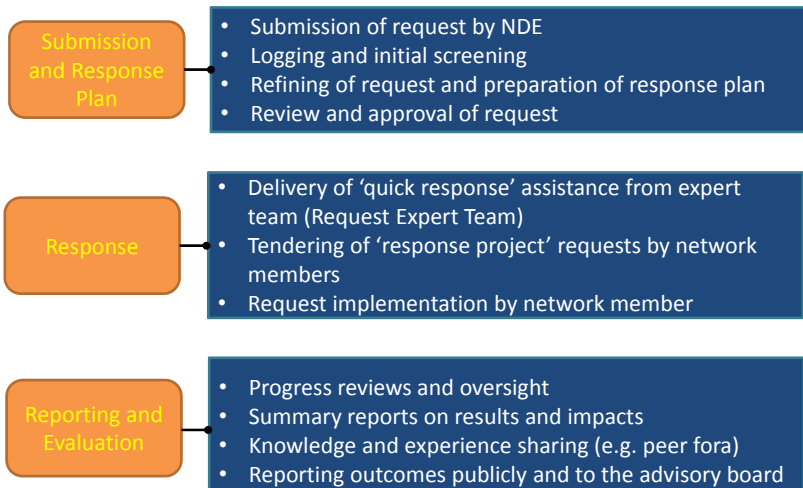 Submission
and Response
Plan
• Submission of request by NDE
• Logging and initial screening
• Refining of request and preparation of response plan
• Review and approval of request
Response
• Delivery of ‘quick response’ assistance from expert
team (Request Expert Team)
• Tendering of ‘response project’ requests by network
members
• Request implementation by network member
Reporting and
Evaluation
• Progress reviews and oversight
• Summary reports on results and impacts
• Knowledge and experience sharing (e.g. peer fora)
• Reporting outcomes publicly and to the advisory board